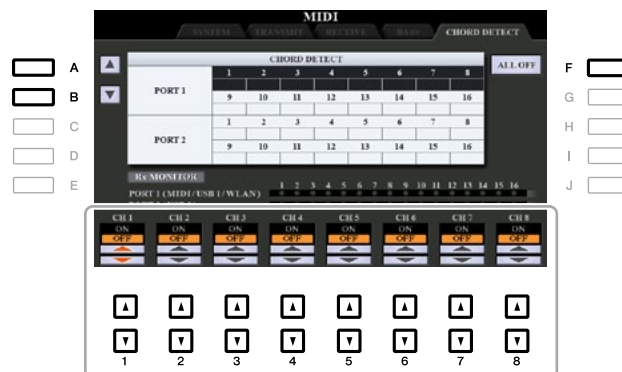 MIDI
SYSTEM TRANSMIT RECEIVE BASS CHORD DETECT
CHORD DETECT
ALL OFF
A
B
C
D
E
F
G
H
I
J
PORT 1
1 2 3 4 5 6 7 8
9 10 11 12 13 14 15 16
PORT 2
1 2 3 4 5 6 7 8
9 10 11 12 13 14 15 16
Rx MONITOR
1 2 3 4 5 6 7 8 9 10 11 12 13 14 15 16
PORT 1 (MIDI/USB 1/WLAN)
CH 1 CH 2 CH 3 CH 4 CH 5 CH 6 CH 7 CH 8
ON ON ON ON ON ON ON ON
OFF OFF OFF OFF OFF OFF OFF OFF
1 2 3 4 5 6 7 8